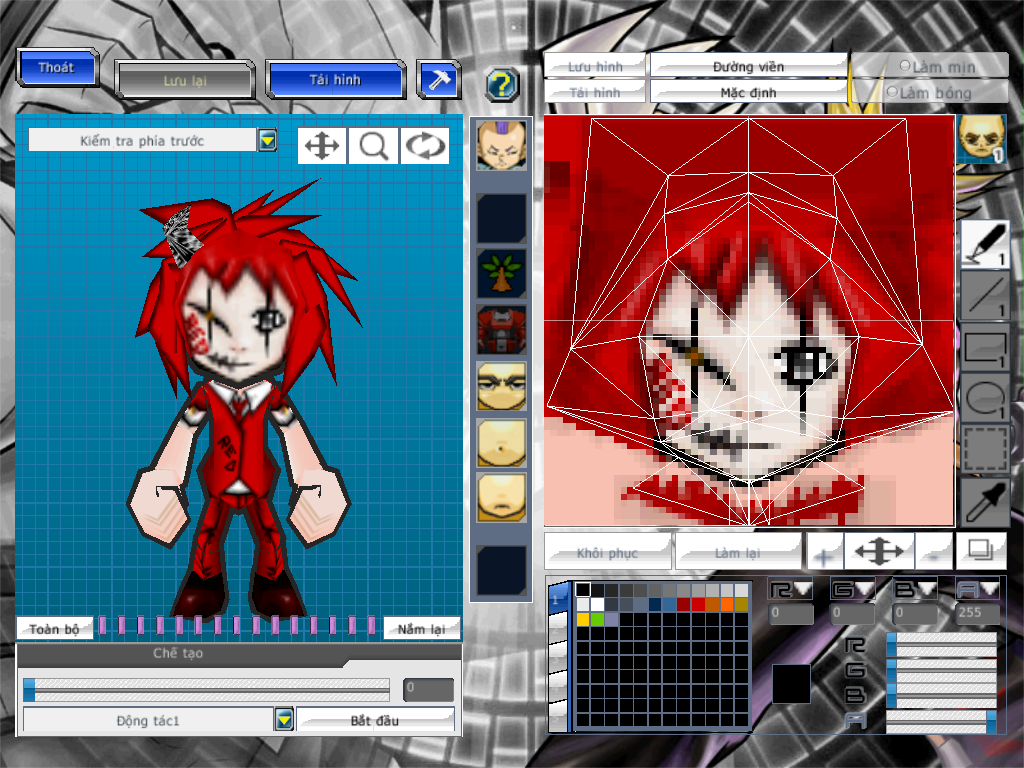 Thoát
Lưu lại
Tải hình
?
Lưu hình
Đường viền
Làm mịn
Tải hình
Mặc định
Làm bóng
Kiểm tra phía trước
1
1
1
1
1
RED
RED
Khôi phục
Làm lại
+
-
Toàn bộ
Nắm lại
Chế tạo
0
Động tác1
Bắt đầu
R
G
B
A
0
0
0
255
R
G
B
A